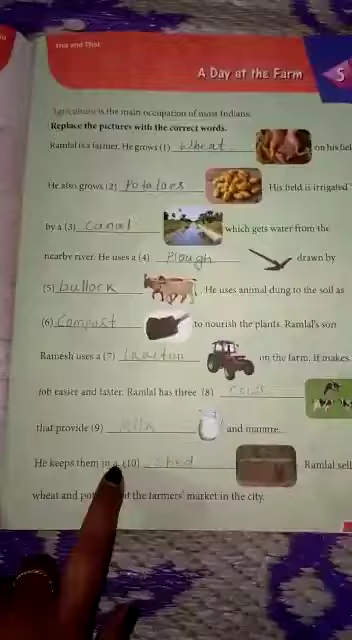 This and That
A Day at the Farm
5
Agriculture is the main occupation of most Indians.
Replace the pictures with the correct words.
Ramlal is a farmer. He grows (1) wheat on his fiel
He also grows (2) Potatoes His field is irrigated
by a (3) canal which gets water from the
nearby river. He uses a (4) Plough drawn by
(5) bullock He uses animal dung to the soil as
(6) Compost to nourish the plants. Ramlal's son
Ramesh uses a (7) on the farm. It makes
job easier and faster. Ramlal has three (8) cows
that provide (9) milk and manure.
He keeps them in a (10) shed Ramlal sell
wheat and at the farmers' market in the city.